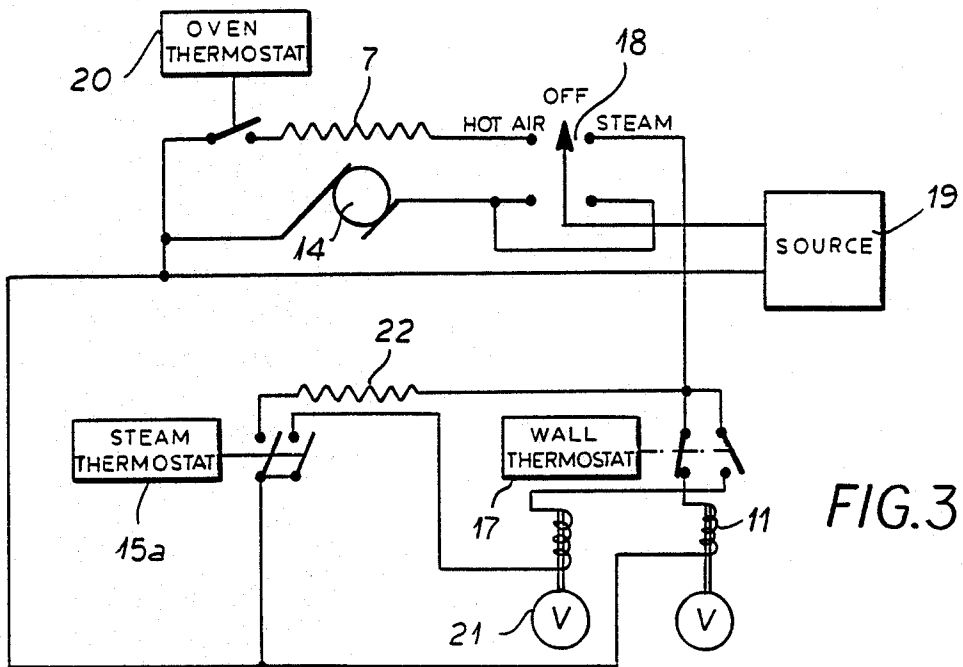 OVEN
THERMOSTAT
20
7
18
OFF
HOT AIR
STEAM
14
19
SOURCE
22
STEAM
THERMOSTAT
15a
WALL
THERMOSTAT
17
11
FIG.3
21
V
V